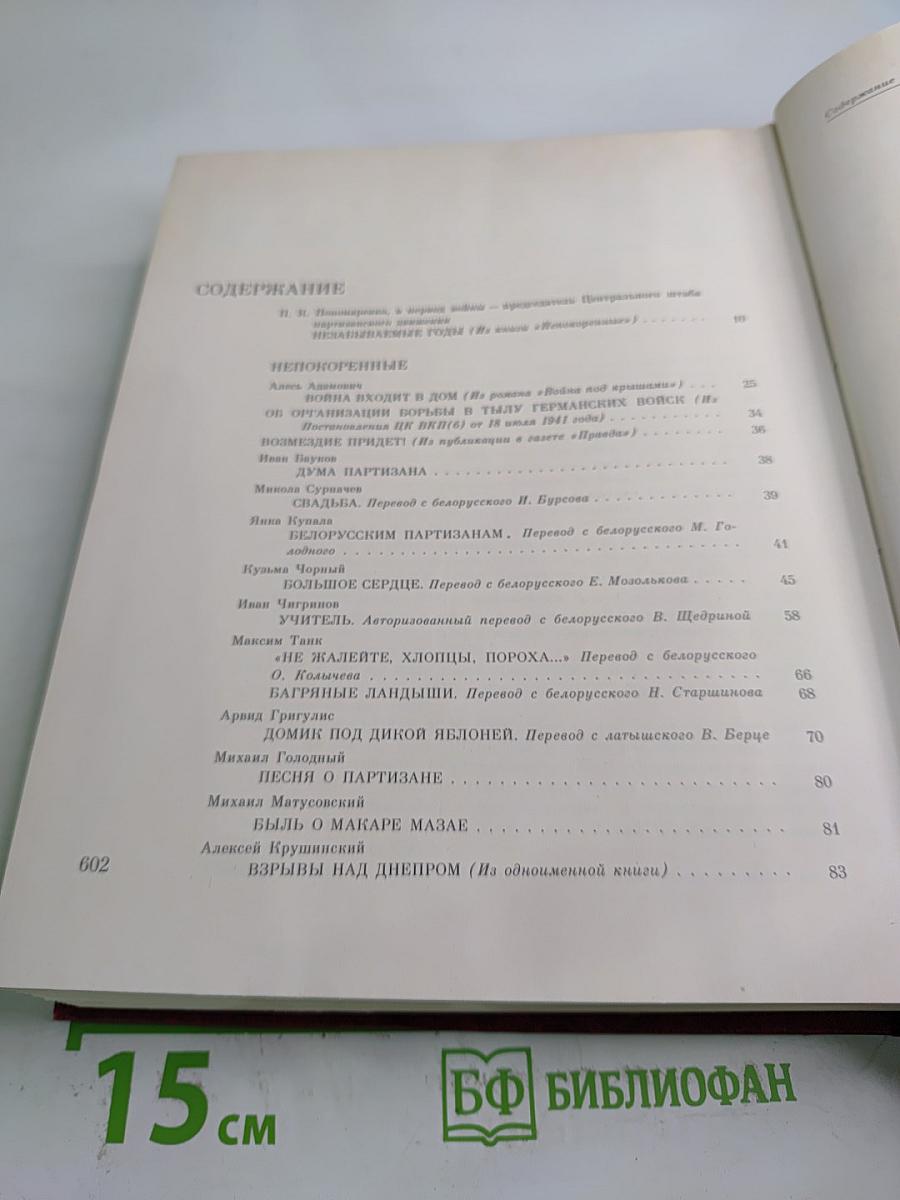 Содержание
СОДЕРЖАНИЕ
П. К. Пономаренко, в период войны — председатель Центрального штаба
партизанского движения
НЕЗАБЫВАЕМЫЕ ГОДЫ (Из книги «Непокоренные») . . . . . . . 10
НЕПОКОРЕННЫЕ
Алесь Адамович
ВОЙНА ВХОДИТ В ДОМ (Из романа «Война под крышами») . . . 25
ОБ ОРГАНИЗАЦИИ БОРЬБЫ В ТЫЛУ ГЕРМАНСКИХ ВОЙСК (Из
Постановления ЦК ВКП(б) от 18 июля 1941 года) . . . . . . . . . . . 34
ВОЗМЕЗДИЕ ПРИДЕТ! (Из публикации в газете «Правда») . . . . . . . . 36
Иван Бауков
ДУМА ПАРТИЗАНА . . . . . . . . . . . . . . . . . . . . . . . . . . . 38
Микола Сурначев
СВАДЬБА. Перевод с белорусского И. Бурсова . . . . . . . . . . . . . 39
Янка Купала
БЕЛОРУССКИМ ПАРТИЗАНАМ. Перевод с белорусского М. Го-
лодного . . . . . . . . . . . . . . . . . . . . . . . . . . . . . . . . . . . 41
Кузьма Чорный
БОЛЬШОЕ СЕРДЦЕ. Перевод с белорусского Е. Мозолькова . . . . . 45
Иван Чигринов
УЧИТЕЛЬ. Авторизованный перевод с белорусского В. Щедриной 58
Максим Танк
«НЕ ЖАЛЕЙТЕ, ХЛОПЦЫ, ПОРОХА...» Перевод с белорусского
О. Колычева . . . . . . . . . . . . . . . . . . . . . . . . . . . . . . . 66
БАГРЯНЫЕ ЛАНДЫШИ. Перевод с белорусского Н. Старшинова 68
Арвид Григулис
ДОМИК ПОД ДИКОЙ ЯБЛОНЕЙ. Перевод с латышского В. Берце 70
Михаил Голодный
ПЕСНЯ О ПАРТИЗАНЕ . . . . . . . . . . . . . . . . . . . . . . . . . . 80
Михаил Матусовский
БЫЛЬ О МАКАРЕ МАЗАЕ . . . . . . . . . . . . . . . . . . . . . . . . 81
Алексей Крушинский
ВЗРЫВЫ НАД ДНЕПРОМ (Из одноименной книги) . . . . . . . . . 83
602
15 см
БФ БИБЛИОФАН